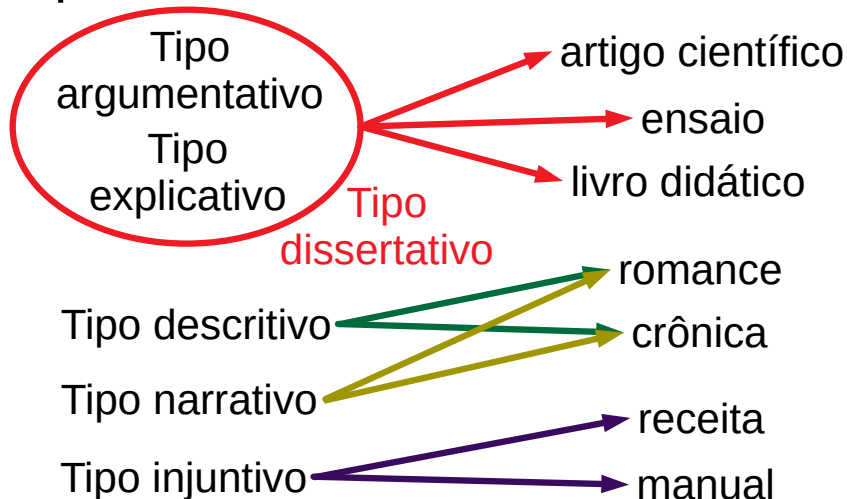 Tipo
argumentativo
Tipo
explicativo
Tipo
dissertativo
artigo científico
ensaio
livro didático
Tipo descritivo
Tipo narrativo
Tipo injuntivo
romance
crônica
receita
manual